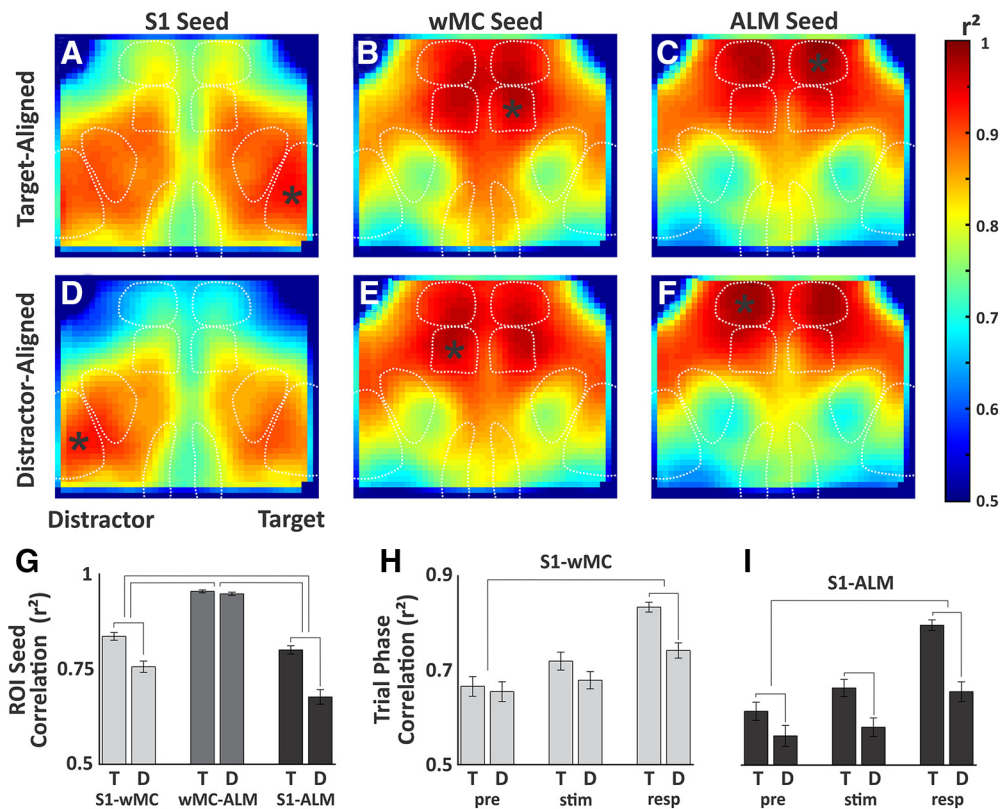 S1 Seed wMC Seed ALM Seed r²
Target-Aligned
A B C
* * *
1
0.9
0.8
0.7
0.6
0.5
Distractor-Aligned
D E F
* * *
Distractor Target
G
ROI Seed
Correlation (r²)
1
0.75
0.5
T D T D T D
S1-wMC wMC-ALM S1-ALM
H
S1-wMC
Trial Phase
Correlation (r²)
0.9
0.7
0.5
T D T D T D
pre stim resp
I
S1-ALM
T D T D T D
pre stim resp